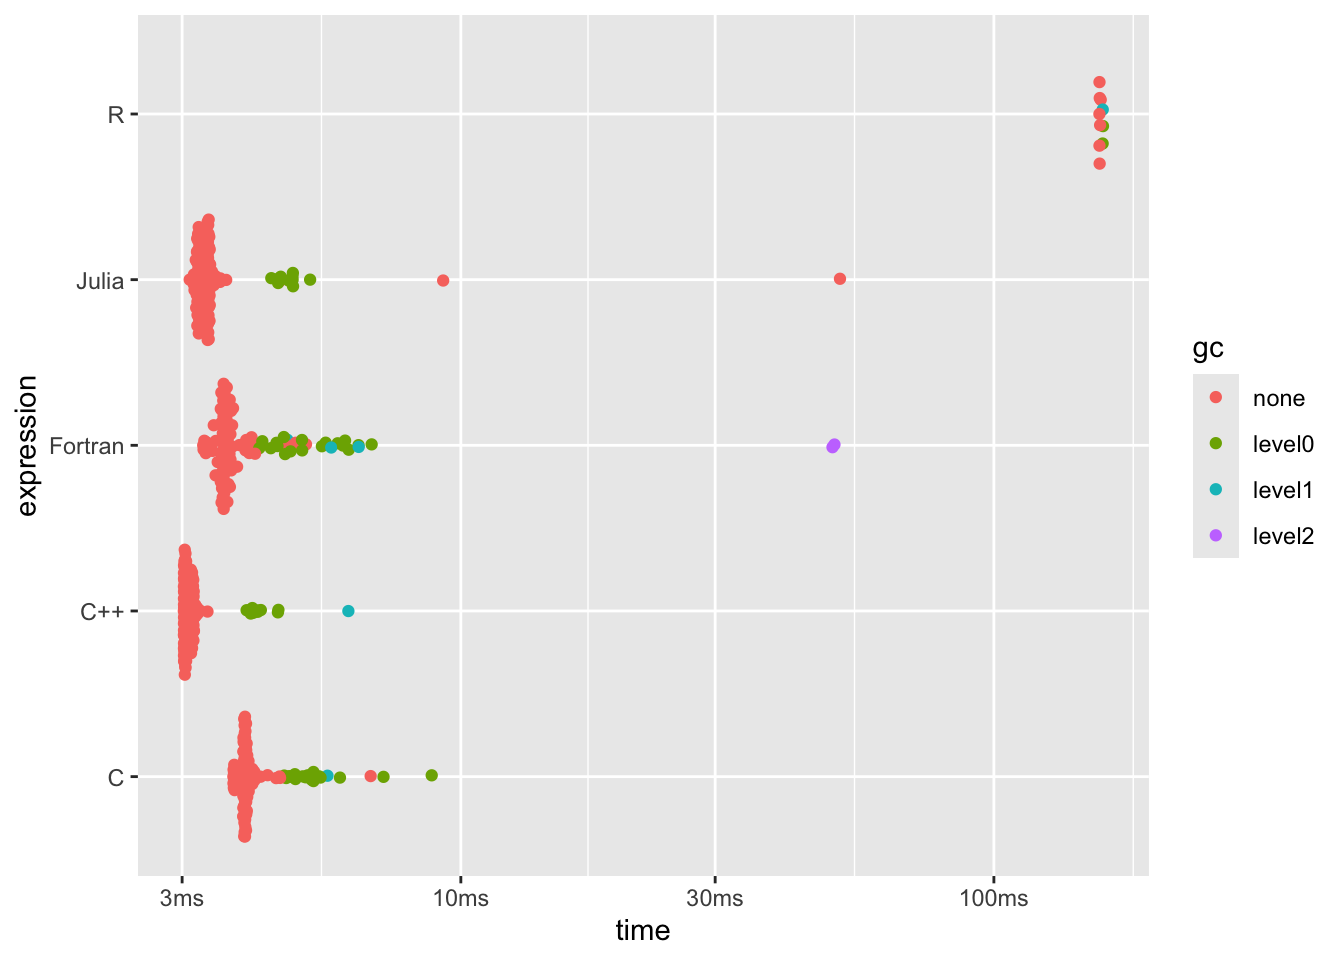 R
Julia
Fortran
C++
C
expression
3ms
10ms
30ms
100ms
time
gc
none
level0
level1
level2